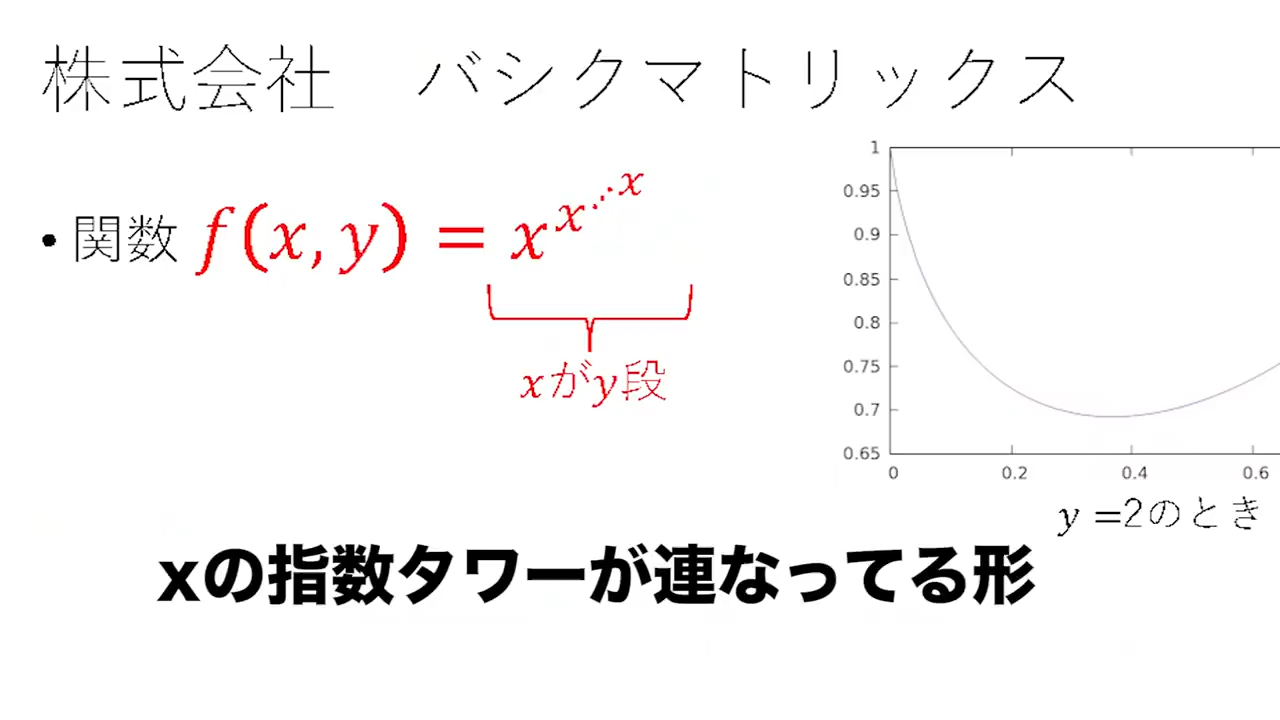 株式会社 バシクマトリックス
• 関数 f(x, y) = x^{x^{⋰^{x}}}
xがy段
1
0.95
0.9
0.85
0.8
0.75
0.7
0.65
0 0.2 0.4 0.6
y =2のとき
xの指数タワーが連なってる形